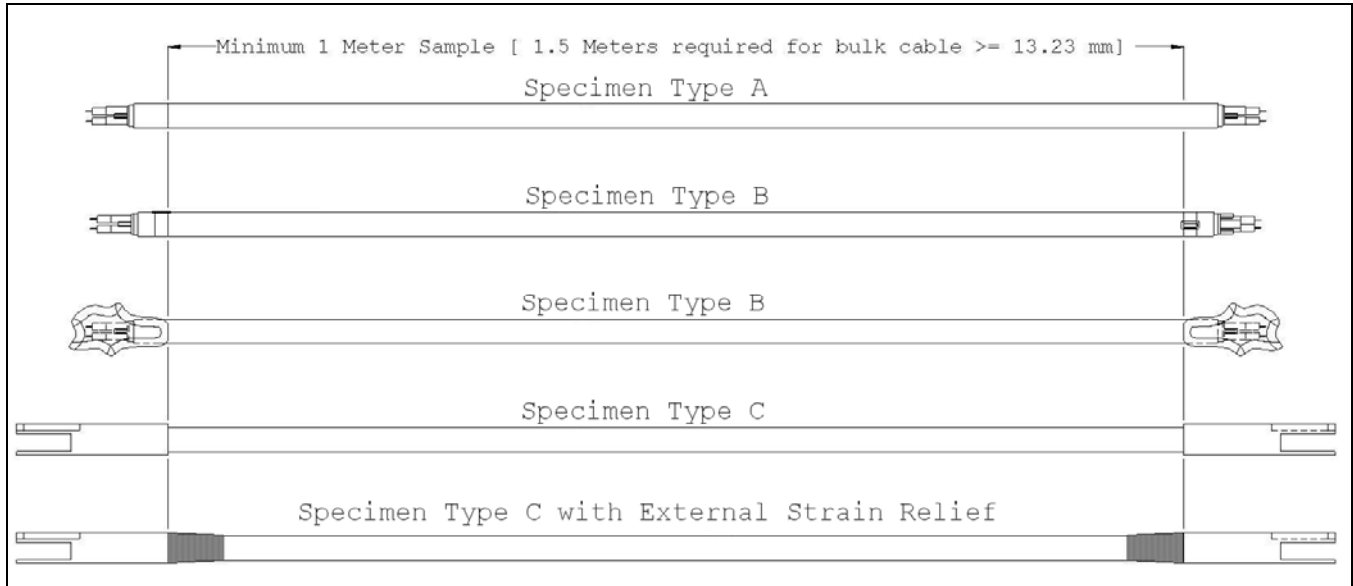 Minimum 1 Meter Sample [ 1.5 Meters required for bulk cable >= 13.23 mm]
Specimen Type A
Specimen Type B
Specimen Type B
Specimen Type C
Specimen Type C with External Strain Relief